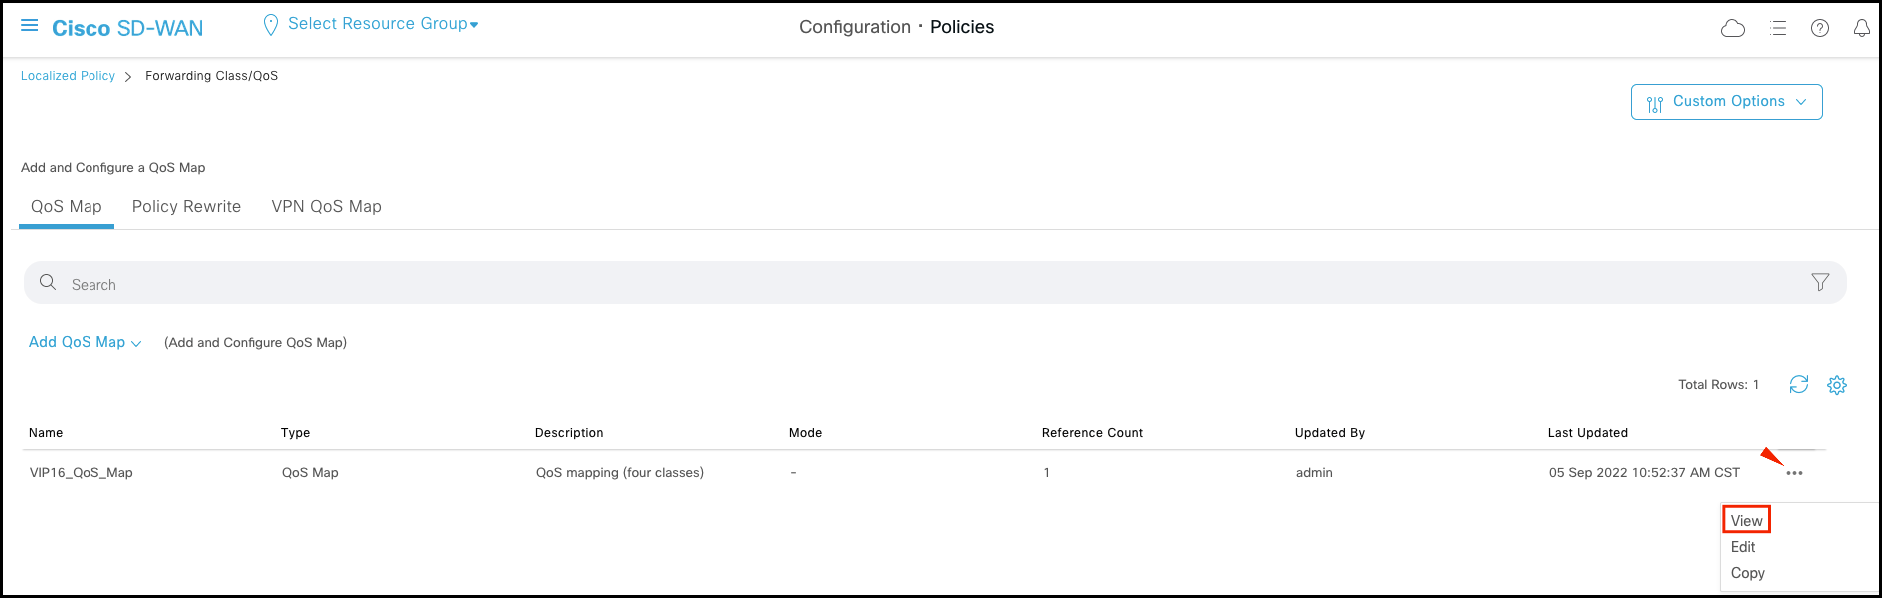 Cisco SD-WAN
Select Resource Group
Configuration · Policies
Localized Policy > Forwarding Class/QoS
Custom Options
Add and Configure a QoS Map
QoS Map Policy Rewrite VPN QoS Map
Search
Add QoS Map (Add and Configure QoS Map)
Total Rows: 1
Name Type Description Mode Reference Count Updated By Last Updated
VIP16_QoS_Map QoS Map QoS mapping (four classes) - 1 admin 05 Sep 2022 10:52:37 AM CST •••
View
Edit
Copy